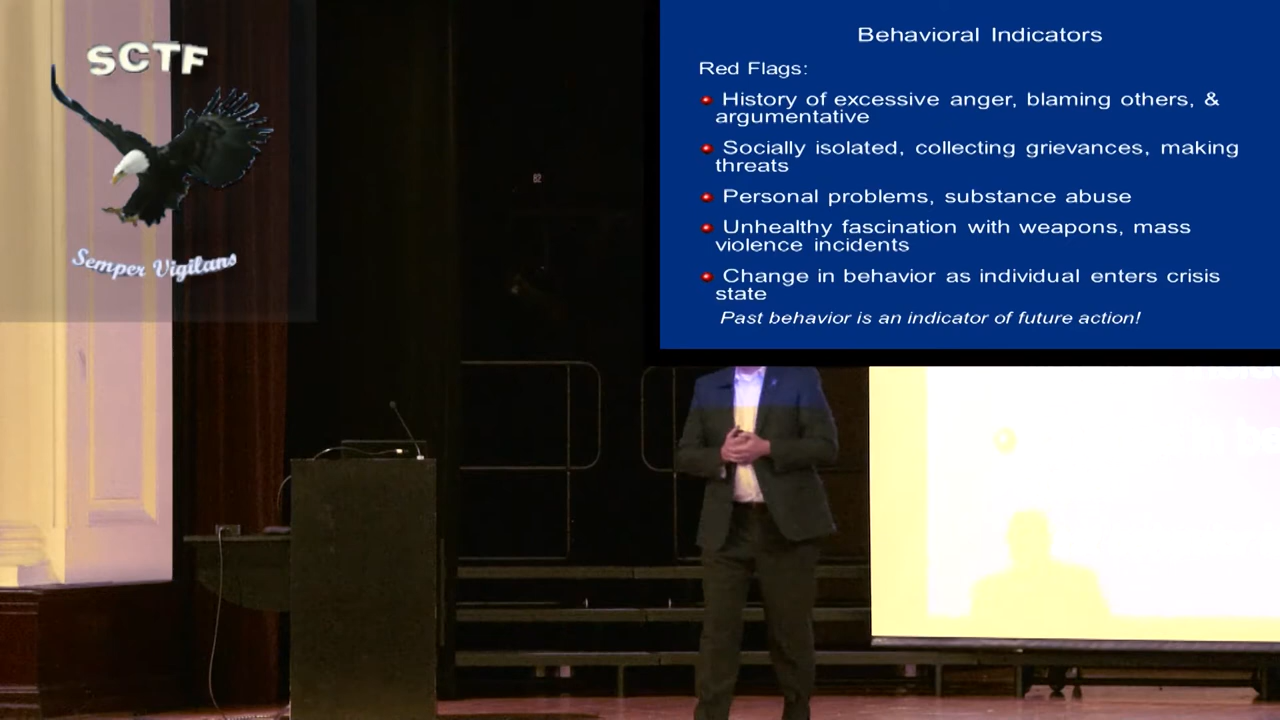 SCTF
Semper Vigilans
Behavioral Indicators
Red Flags:
History of excessive anger, blaming others, &
argumentative
Socially isolated, collecting grievances, making
threats
Personal problems, substance abuse
Unhealthy fascination with weapons, mass
violence incidents
Change in behavior as individual enters crisis
state
Past behavior is an indicator of future action!